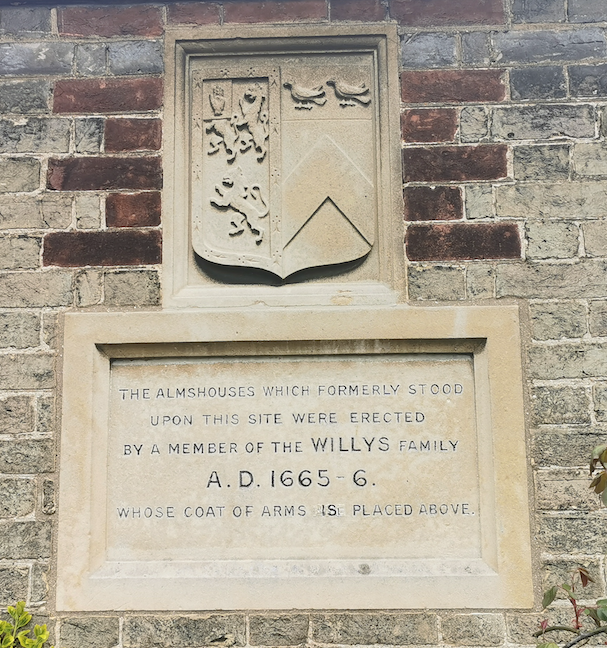 THE ALMSHOUSES WHICH FORMERLY STOOD
UPON THIS SITE WERE ERECTED
BY A MEMBER OF THE WILLYS FAMILY
A.D. 1665-6.
WHOSE COAT OF ARMS IS PLACED ABOVE.